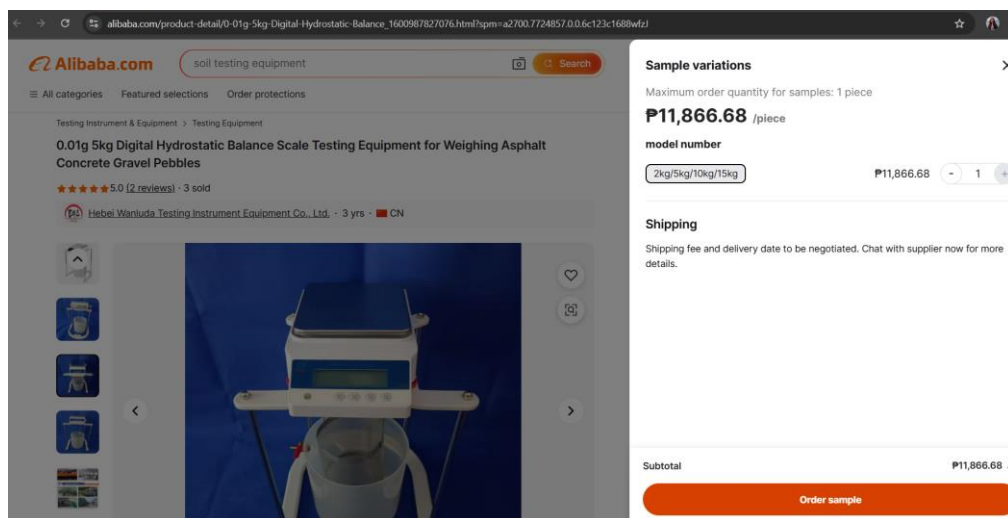 alibaba.com/product-detail/0-01g-5kg-Digital-Hydrostatic-Balance_1600987827076.html?spm=a2700.7724857.0.0.6c123c1688wfzJ
Alibaba.com
soil testing equipment
Search
All categories Featured selections Order protections
Testing Instrument & Equipment > Testing Equipment
0.01g 5kg Digital Hydrostatic Balance Scale Testing Equipment for Weighing Asphalt
Concrete Gravel Pebbles
5.0 (2 reviews) · 3 sold
Hebei Wanluda Testing Instrument Equipment Co., Ltd. · 3 yrs · CN
Sample variations
Maximum order quantity for samples: 1 piece
₱11,866.68 /piece
model number
2kg/5kg/10kg/15kg ₱11,866.68 - 1 +
Shipping
Shipping fee and delivery date to be negotiated. Chat with supplier now for more
details.
Subtotal ₱11,866.68
Order sample